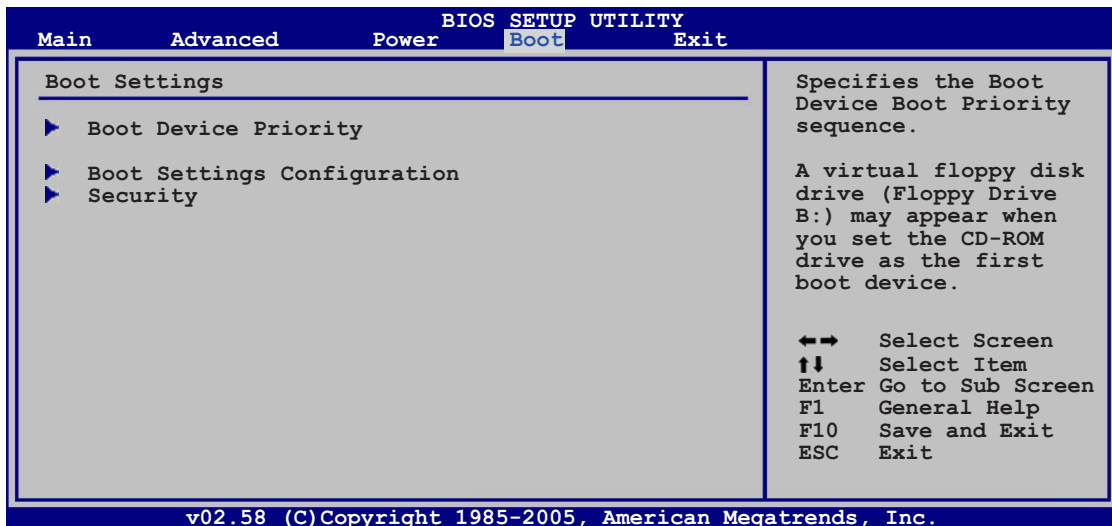 BIOS SETUP UTILITY
Main Advanced Power Boot Exit
Boot Settings
Boot Device Priority
Boot Settings Configuration
Security
Specifies the Boot
Device Boot Priority
sequence.
A virtual floppy disk
drive (Floppy Drive
B:) may appear when
you set the CD-ROM
drive as the first
boot device.
←→ Select Screen
↑↓ Select Item
Enter Go to Sub Screen
F1 General Help
F10 Save and Exit
ESC Exit
v02.58 (C)Copyright 1985-2005, American Megatrends, Inc.